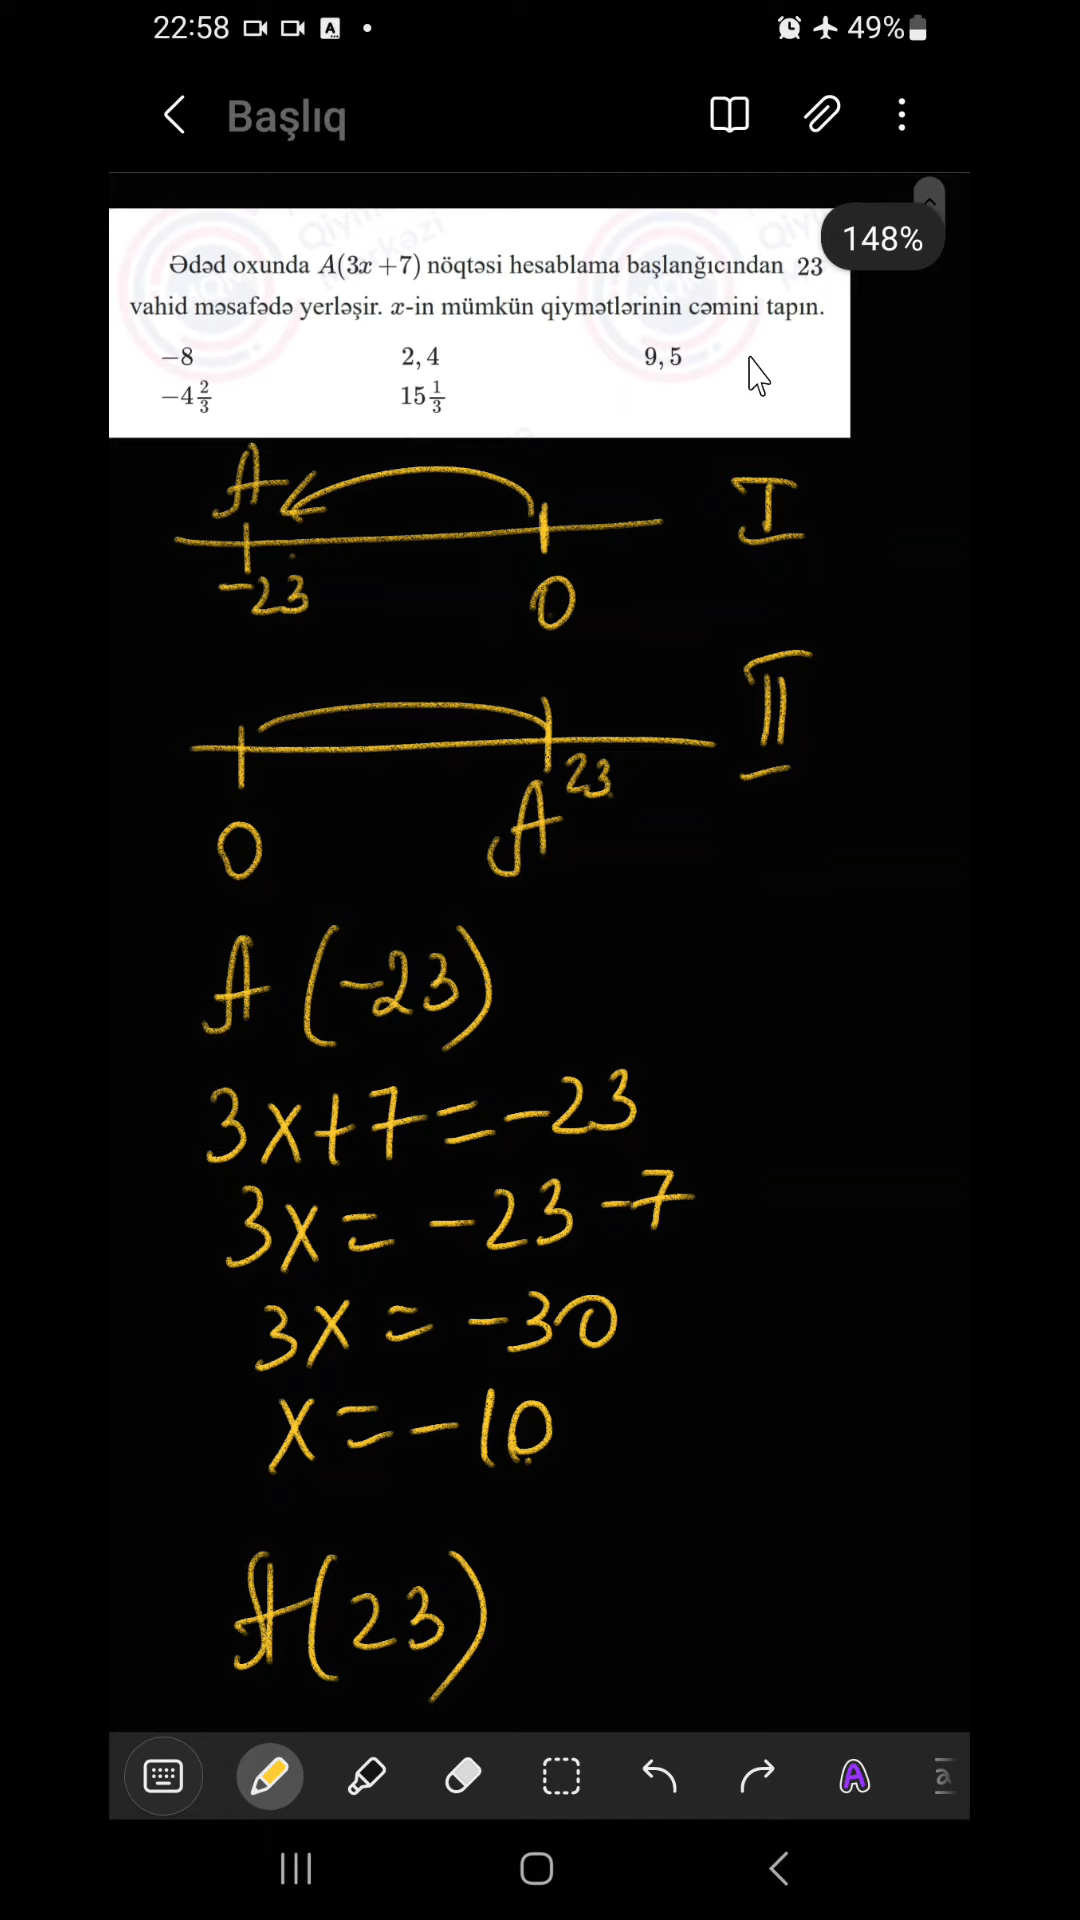 22:58
49%
Başlıq
148%
Ədəd oxunda A(3x+7) nöqtəsi hesablama başlanğıcından 23
vahid məsafədə yerləşir. x-in mümkün qiymətlərinin cəmini tapın.
−8 2,4 9,5
−4 2/3 15 1/3
A
I
−23 0
II
23
0 A
A (−23)
3x+7=−23
3x= −23 −7
3x = −30
x=−10
A(23)